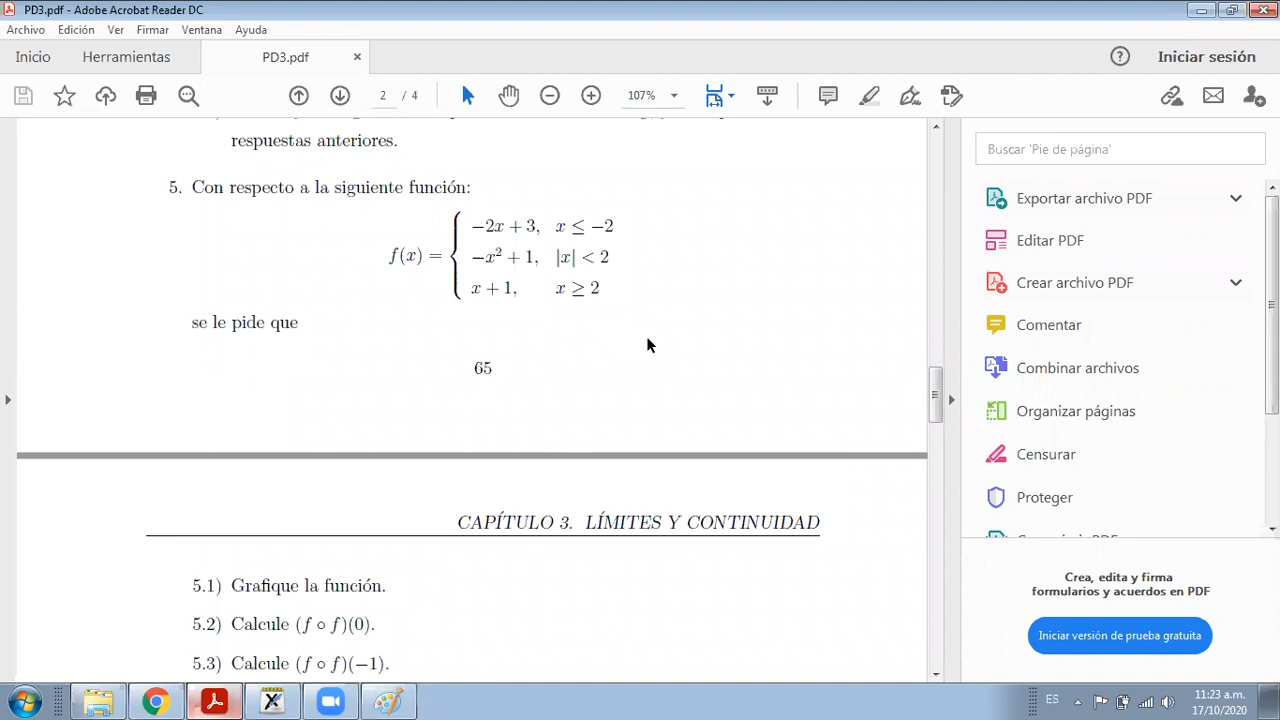 PD3.pdf - Adobe Acrobat Reader DC
Archivo Edición Ver Firmar Ventana Ayuda
Inicio Herramientas PD3.pdf × Iniciar sesión
2 / 4 107%
respuestas anteriores.
5. Con respecto a la siguiente función:
−2x + 3, x ≤ −2
f(x) = { −x² + 1, |x| < 2
x + 1, x ≥ 2
se le pide que
65
CAPÍTULO 3. LÍMITES Y CONTINUIDAD
5.1) Grafique la función.
5.2) Calcule (f ∘ f)(0).
5.3) Calcule (f ∘ f)(−1).
Buscar 'Pie de página'
Exportar archivo PDF
Editar PDF
Crear archivo PDF
Comentar
Combinar archivos
Organizar páginas
Censurar
Proteger
Crea, edita y firma
formularios y acuerdos en PDF
Iniciar versión de prueba gratuita
ES 11:23 a.m.
17/10/2020